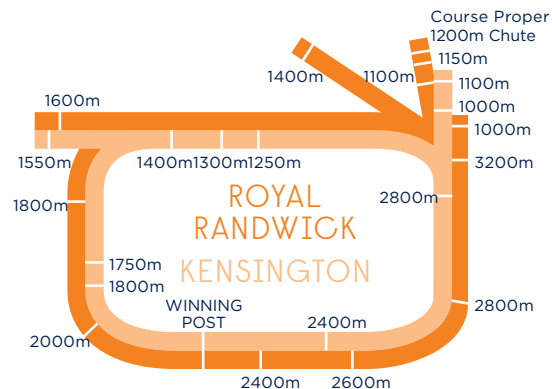 Course Proper
1200m Chute
1150m
1400m
1100m
1100m
1600m
1000m
1000m
1550m
1400m
1300m
1250m
3200m
ROYAL
RANDWICK
1800m
2800m
KENSINGTON
1750m
1800m
WINNING
POST
2800m
2400m
2000m
2400m
2600m